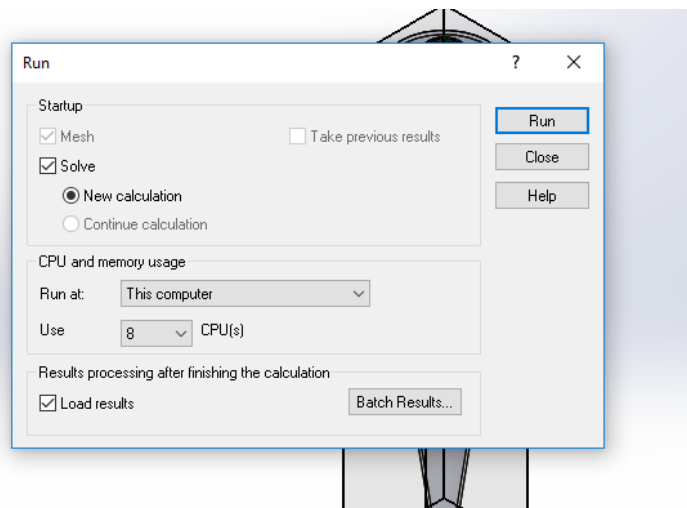 Run
?
Startup
Run
Mesh
Take previous results
Close
Solve
New calculation
Help
Continue calculation
CPU and memory usage
Run at: This computer
Use 8 CPU(s)
Results processing after finishing the calculation
Load results
Batch Results...